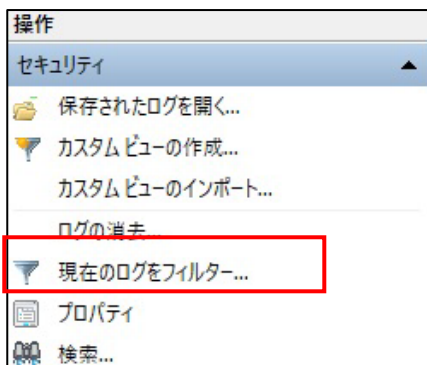 操作
セキュリティ
保存されたログを開く...
カスタム ビューの作成...
カスタム ビューのインポート...
ログの消去...
現在のログをフィルター...
プロパティ
検索...